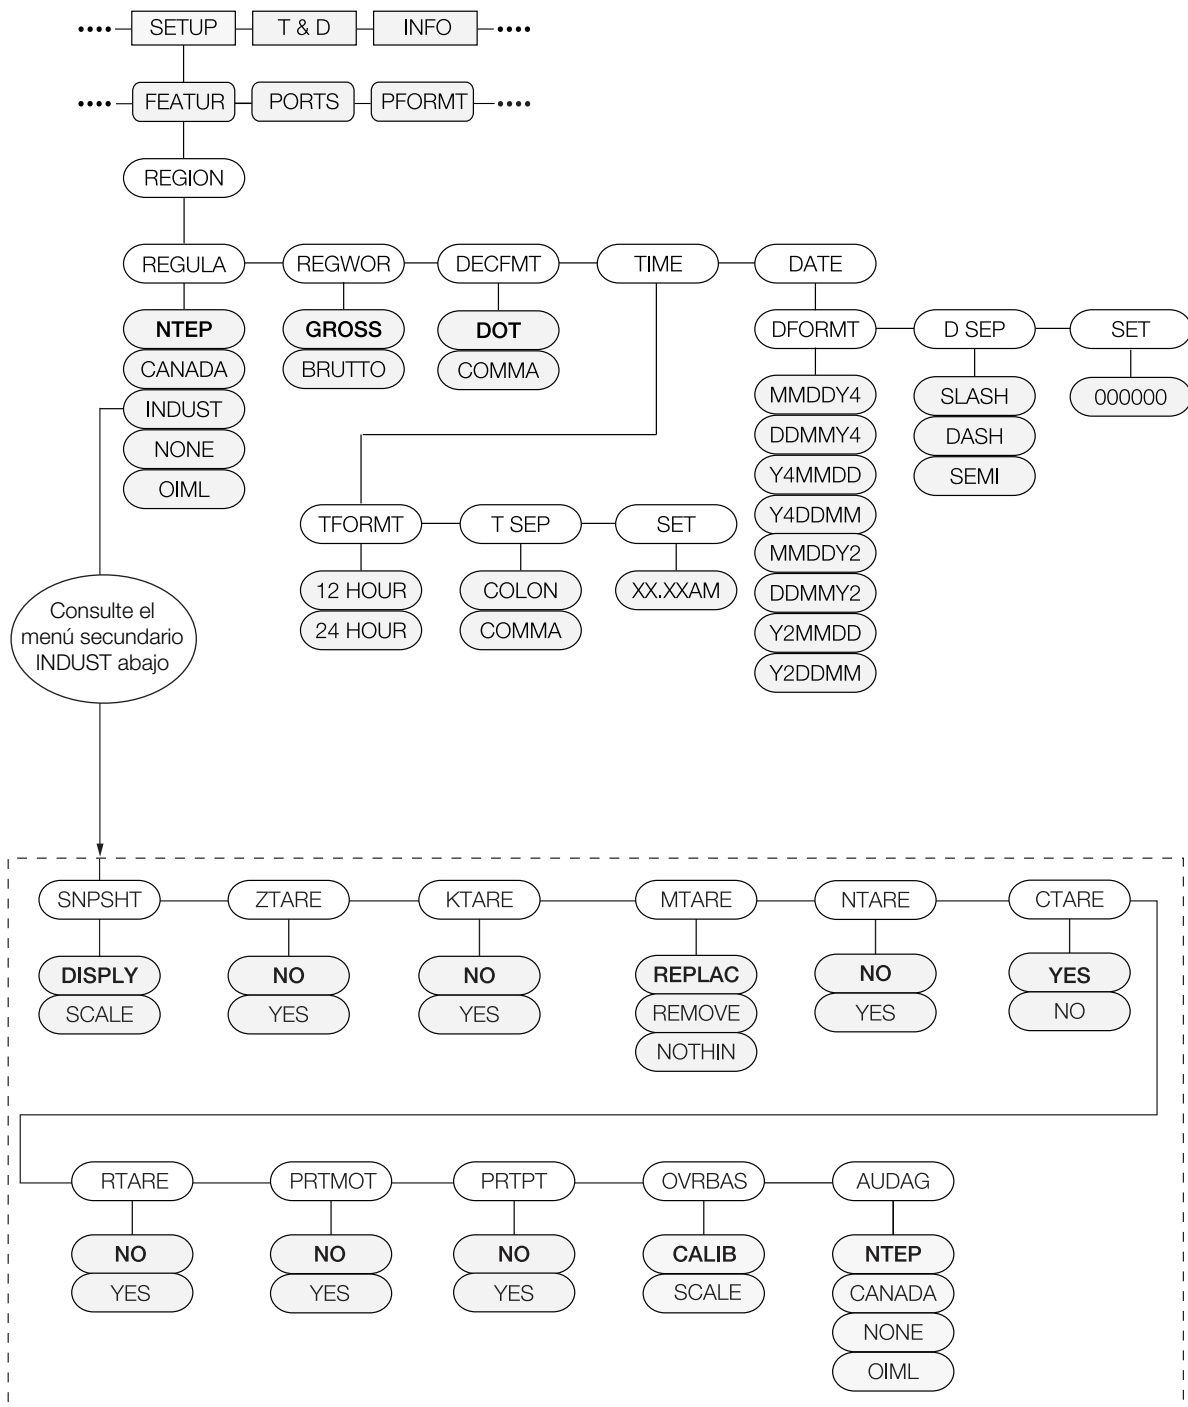 SETUP T & D INFO
FEATUR PORTS PFORMT
REGION
REGULA REGWOR DECFMT TIME DATE
NTEP GROSS DOT DFORMT D SEP SET
CANADA BRUTTO COMMA MMDDY4 SLASH 000000
INDUST DDMMY4 DASH
NONE Y4MMDD SEMI
OIML Y4DDMM
TFORMT T SEP SET MMDDY2
12 HOUR COLON XX.XXAM DDMMY2
24 HOUR COMMA Y2MMDD
Y2DDMM
Consulte el
menú secundario
INDUST abajo
SNPSHT ZTARE KTARE MTARE NTARE CTARE
DISPLY NO NO REPLAC NO YES
SCALE YES YES REMOVE YES NO
NOTHIN
RTARE PRTMOT PRTPT OVRBAS AUDAG
NO NO NO CALIB NTEP
YES YES YES SCALE CANADA
NONE
OIML